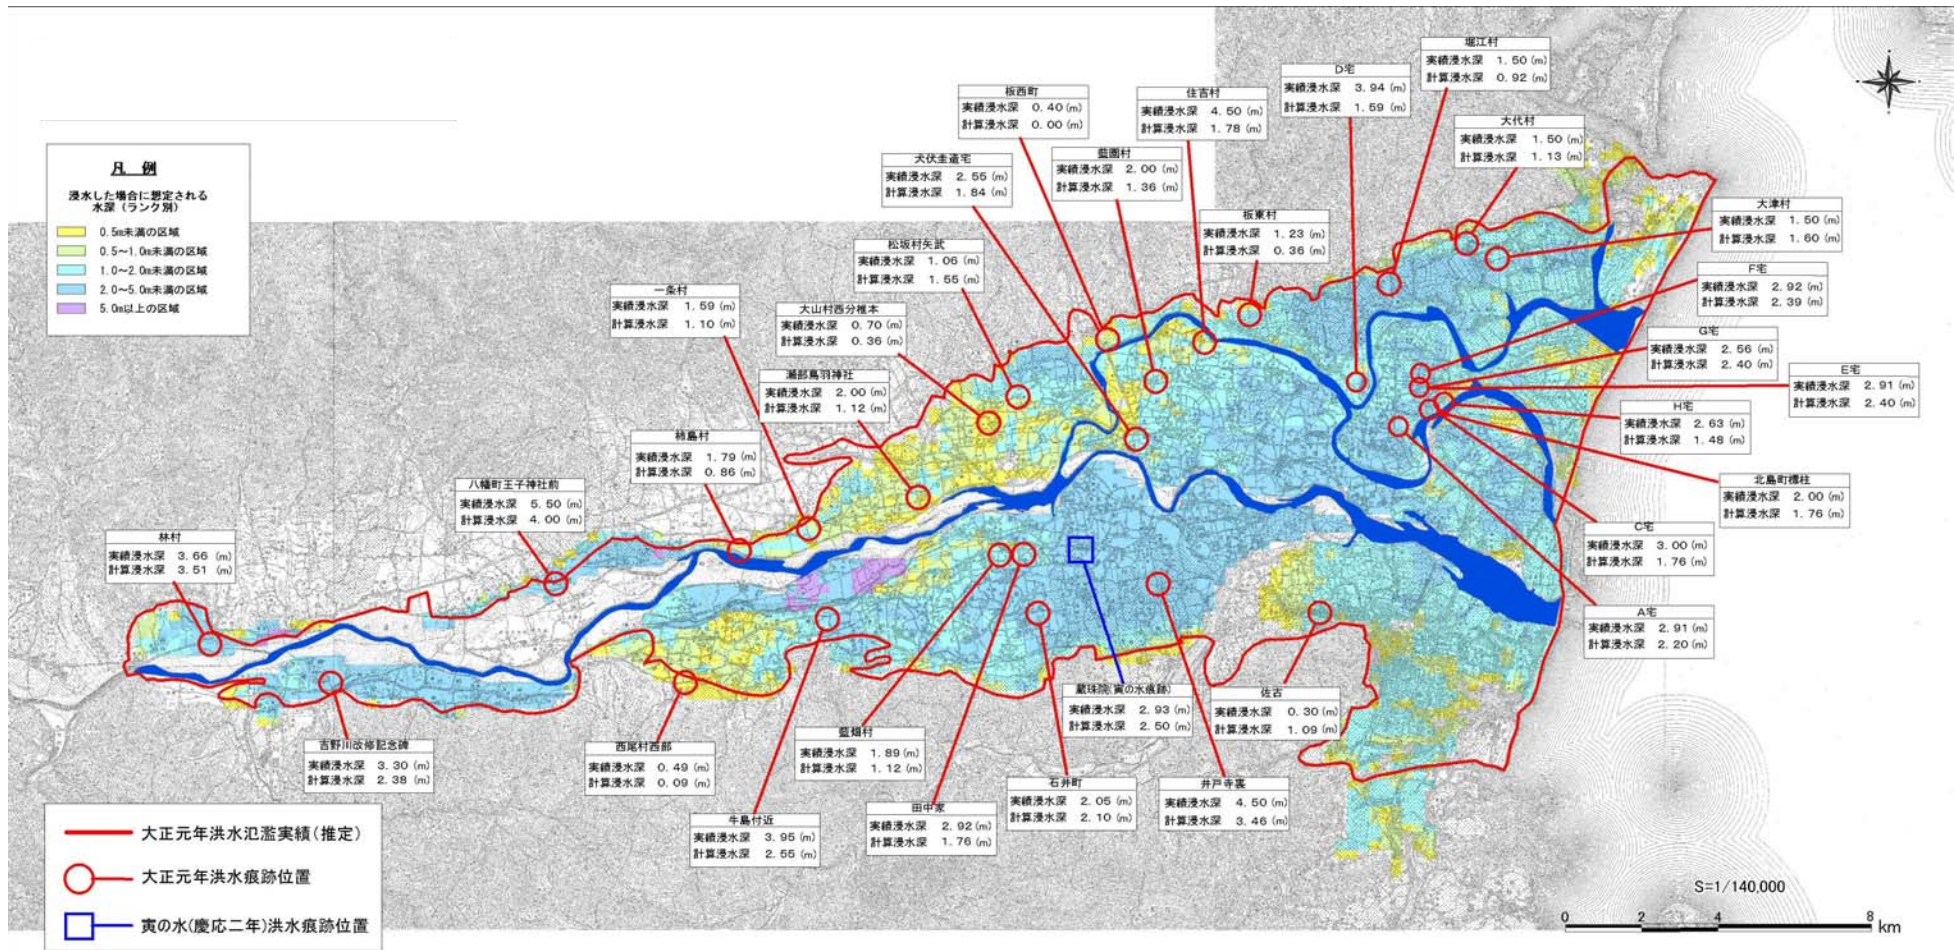 凡 例
浸水した場合に想定される
水深（ランク別）
0.5m未満の区域
0.5～1.0m未満の区域
1.0～2.0m未満の区域
2.0～5.0m未満の区域
5.0m以上の区域
堀江村
実績浸水深 1.50 (m)
計算浸水深 0.92 (m)
D宅
実績浸水深 3.94 (m)
計算浸水深 1.59 (m)
板西町
実績浸水深 0.40 (m)
計算浸水深 0.00 (m)
住吉村
実績浸水深 4.50 (m)
計算浸水深 1.78 (m)
大代村
実績浸水深 1.50 (m)
計算浸水深 1.13 (m)
犬伏圭造宅
実績浸水深 2.55 (m)
計算浸水深 1.84 (m)
藍園村
実績浸水深 2.00 (m)
計算浸水深 1.36 (m)
大津村
実績浸水深 1.50 (m)
計算浸水深 1.60 (m)
板東村
実績浸水深 1.23 (m)
計算浸水深 0.36 (m)
松坂村矢武
実績浸水深 1.06 (m)
計算浸水深 1.55 (m)
F宅
実績浸水深 2.92 (m)
計算浸水深 2.39 (m)
一条村
実績浸水深 1.59 (m)
計算浸水深 1.10 (m)
大山村西分椎本
実績浸水深 0.70 (m)
計算浸水深 0.36 (m)
G宅
実績浸水深 2.56 (m)
計算浸水深 2.40 (m)
瀬部鳥羽神社
実績浸水深 2.00 (m)
計算浸水深 1.12 (m)
E宅
実績浸水深 2.91 (m)
計算浸水深 2.40 (m)
H宅
実績浸水深 2.63 (m)
計算浸水深 1.48 (m)
柿島村
実績浸水深 1.79 (m)
計算浸水深 0.86 (m)
北島町標柱
実績浸水深 2.00 (m)
計算浸水深 1.76 (m)
八幡町王子神社前
実績浸水深 5.50 (m)
計算浸水深 4.00 (m)
C宅
実績浸水深 3.00 (m)
計算浸水深 1.76 (m)
林村
実績浸水深 3.66 (m)
計算浸水深 3.51 (m)
A宅
実績浸水深 2.91 (m)
計算浸水深 2.20 (m)
蔵珠院(寅の水痕跡)
実績浸水深 2.93 (m)
計算浸水深 2.50 (m)
佐古
実績浸水深 0.30 (m)
計算浸水深 1.09 (m)
吉野川改修記念碑
実績浸水深 3.30 (m)
計算浸水深 2.38 (m)
西尾村西部
実績浸水深 0.49 (m)
計算浸水深 0.09 (m)
藍畑村
実績浸水深 1.89 (m)
計算浸水深 1.12 (m)
石井町
実績浸水深 2.05 (m)
計算浸水深 2.10 (m)
井戸寺裏
実績浸水深 4.50 (m)
計算浸水深 3.46 (m)
牛島付近
実績浸水深 3.95 (m)
計算浸水深 2.55 (m)
田中家
実績浸水深 2.92 (m)
計算浸水深 1.76 (m)
大正元年洪水氾濫実績(推定)
大正元年洪水痕跡位置
寅の水(慶応二年)洪水痕跡位置
S=1/140,000
0 2 4 8 km